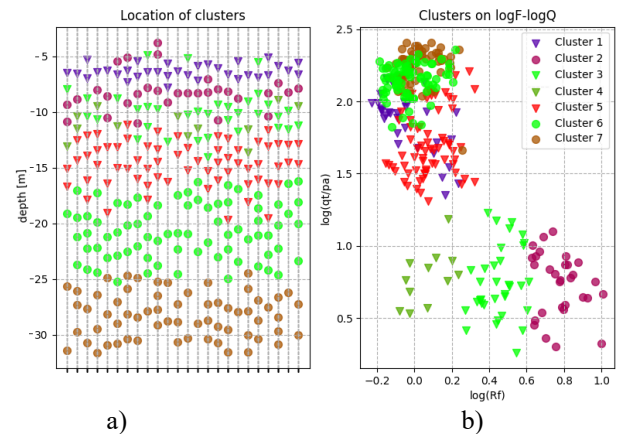 Location of clusters
−5
−10
−15
−20
−25
−30
depth [m]
a)
Clusters on logF-logQ
2.5
2.0
1.5
1.0
0.5
log(qt/pa)
−0.2 0.0 0.2 0.4 0.6 0.8 1.0
log(Rf)
Cluster 1
Cluster 2
Cluster 3
Cluster 4
Cluster 5
Cluster 6
Cluster 7
b)